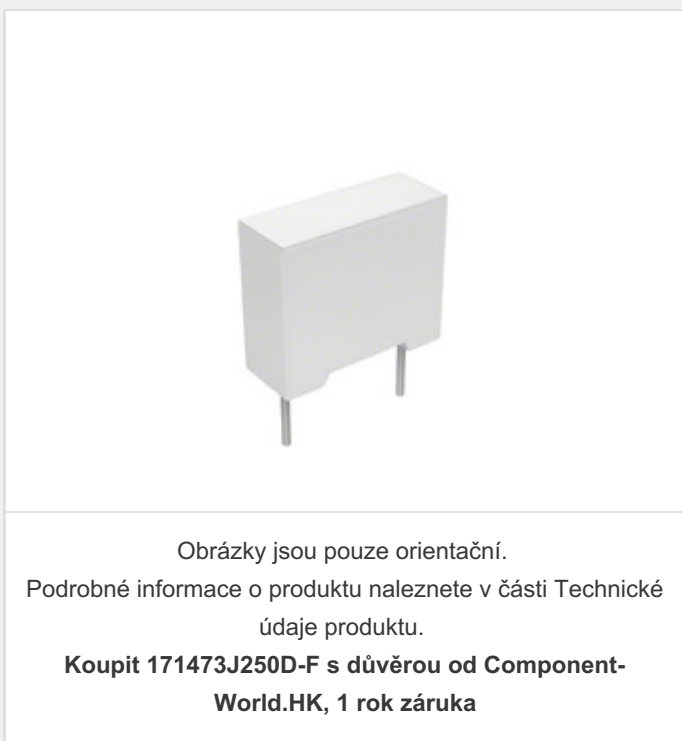 Obrázky jsou pouze orientační.
Podrobné informace o produktu naleznete v části Technické
údaje produktu.
Koupit 171473J250D-F s důvěrou od Component-
World.HK, 1 rok záruka